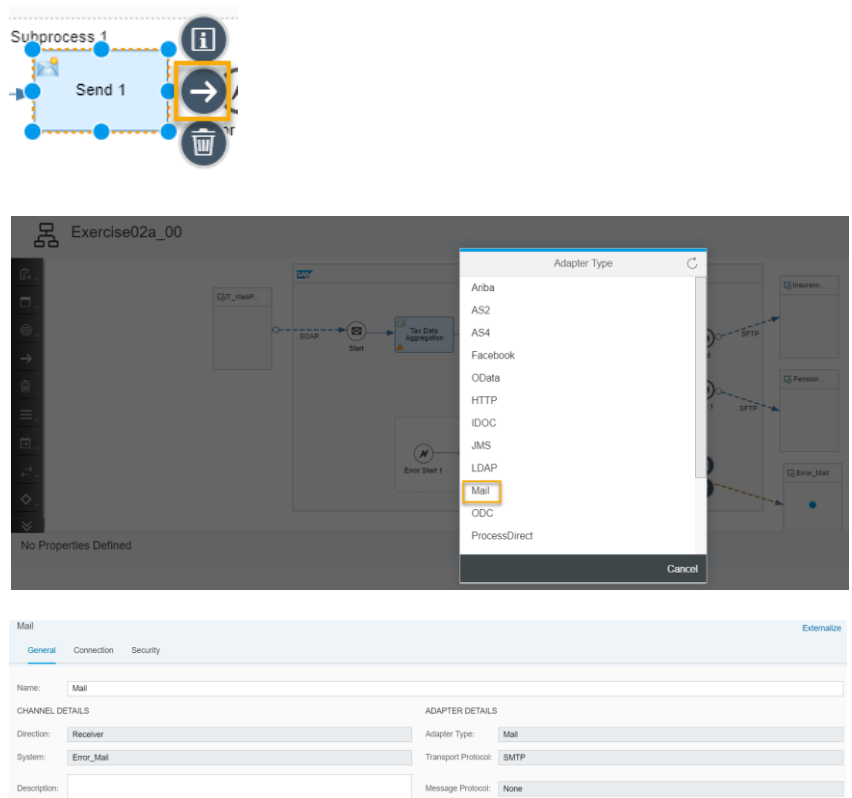 Subprocess 1
Send 1
or
Exercise02a_00
SAP
Adapter Type
Ariba
AS2
AS4
Facebook
OData
HTTP
IDOC
JMS
LDAP
Mail
ODC
ProcessDirect
Cancel
SOAP
Start
Tax Data
Aggregation
Error Start 1
Insuranc...
SFTP
Pension...
1
SFTP
Error_Mail
No Properties Defined
Mail
Externalize
General Connection Security
Name: Mail
CHANNEL DETAILS ADAPTER DETAILS
Direction: Receiver Adapter Type: Mail
System: Error_Mail Transport Protocol: SMTP
Description: Message Protocol: None